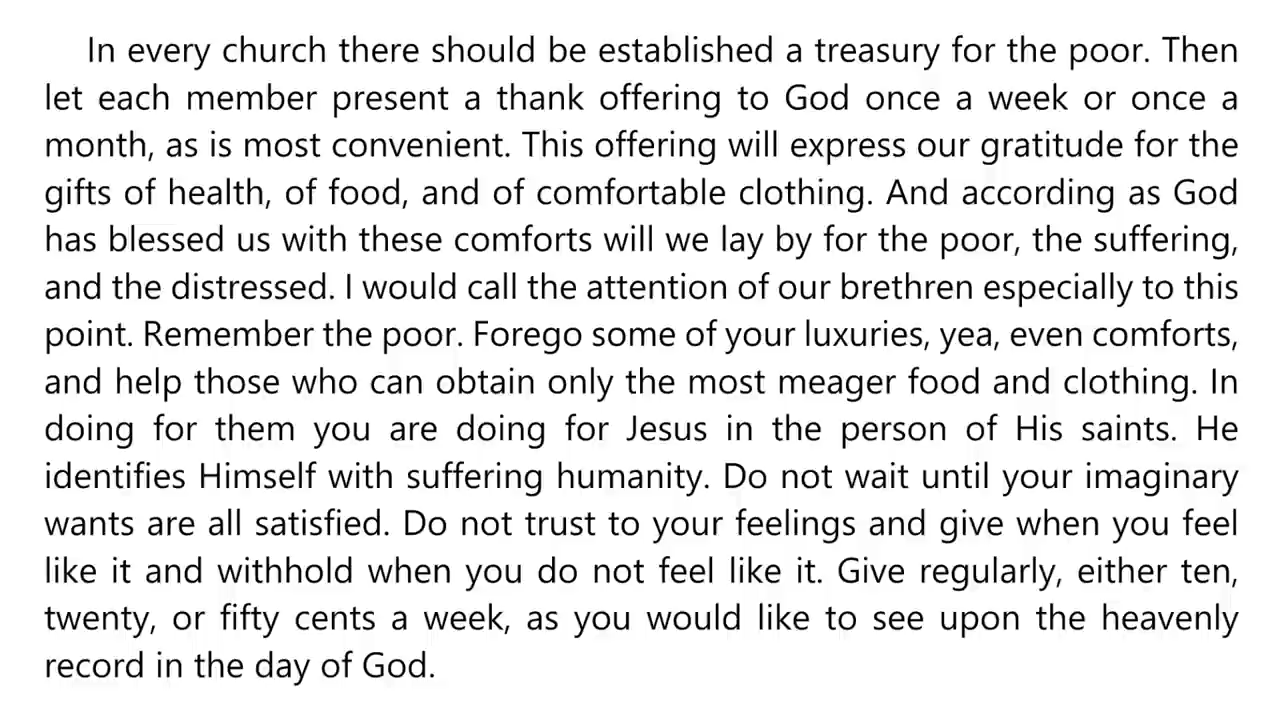 In every church there should be established a treasury for the poor. Then
let each member present a thank offering to God once a week or once a
month, as is most convenient. This offering will express our gratitude for the
gifts of health, of food, and of comfortable clothing. And according as God
has blessed us with these comforts will we lay by for the poor, the suffering,
and the distressed. I would call the attention of our brethren especially to this
point. Remember the poor. Forego some of your luxuries, yea, even comforts,
and help those who can obtain only the most meager food and clothing. In
doing for them you are doing for Jesus in the person of His saints. He
identifies Himself with suffering humanity. Do not wait until your imaginary
wants are all satisfied. Do not trust to your feelings and give when you feel
like it and withhold when you do not feel like it. Give regularly, either ten,
twenty, or fifty cents a week, as you would like to see upon the heavenly
record in the day of God.